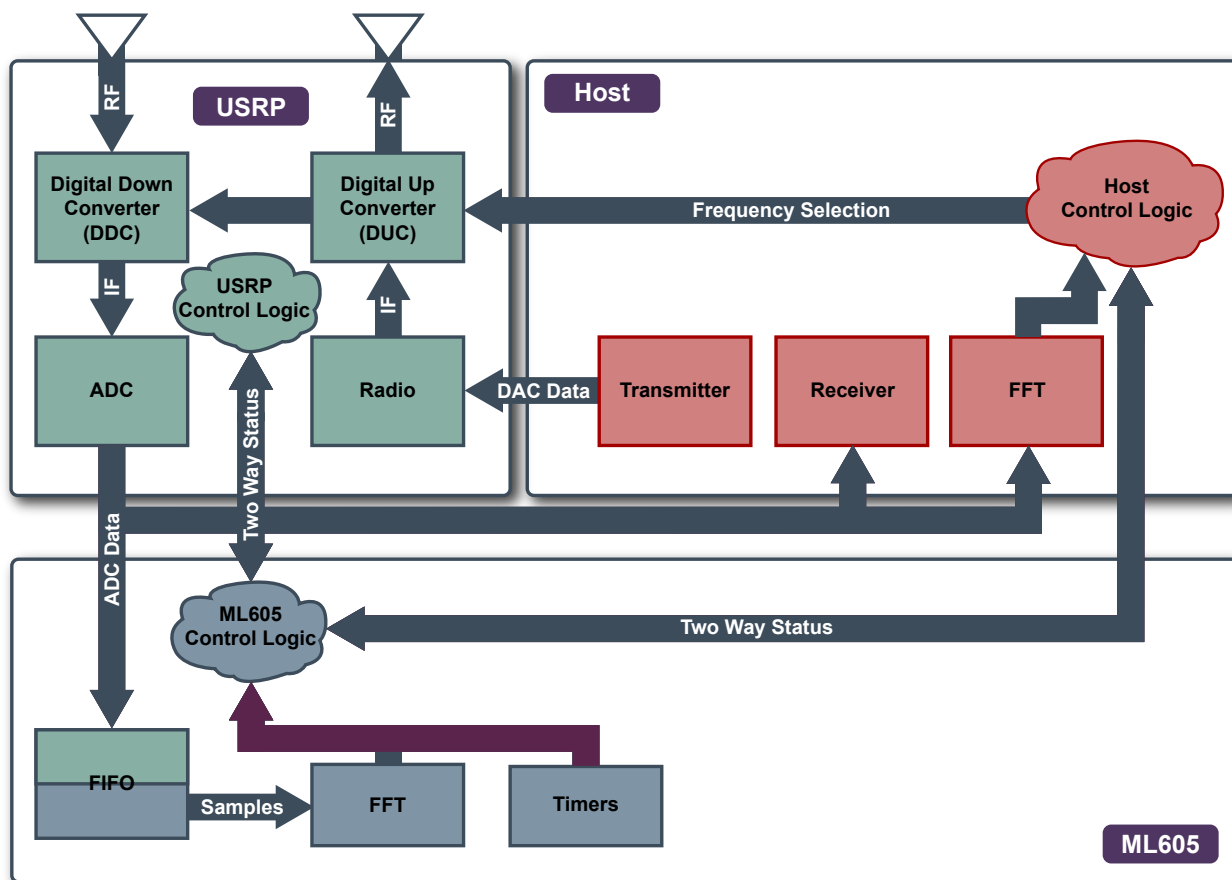 RF
RF
USRP
Host
Digital Down
Converter
(DDC)
Digital Up
Converter
(DUC)
Frequency Selection
Host
Control Logic
IF
USRP
Control Logic
IF
ADC
Radio
DAC Data
Transmitter
Receiver
FFT
Two Way Status
ADC Data
ML605
Control Logic
Two Way Status
FIFO
Samples
FFT
Timers
ML605